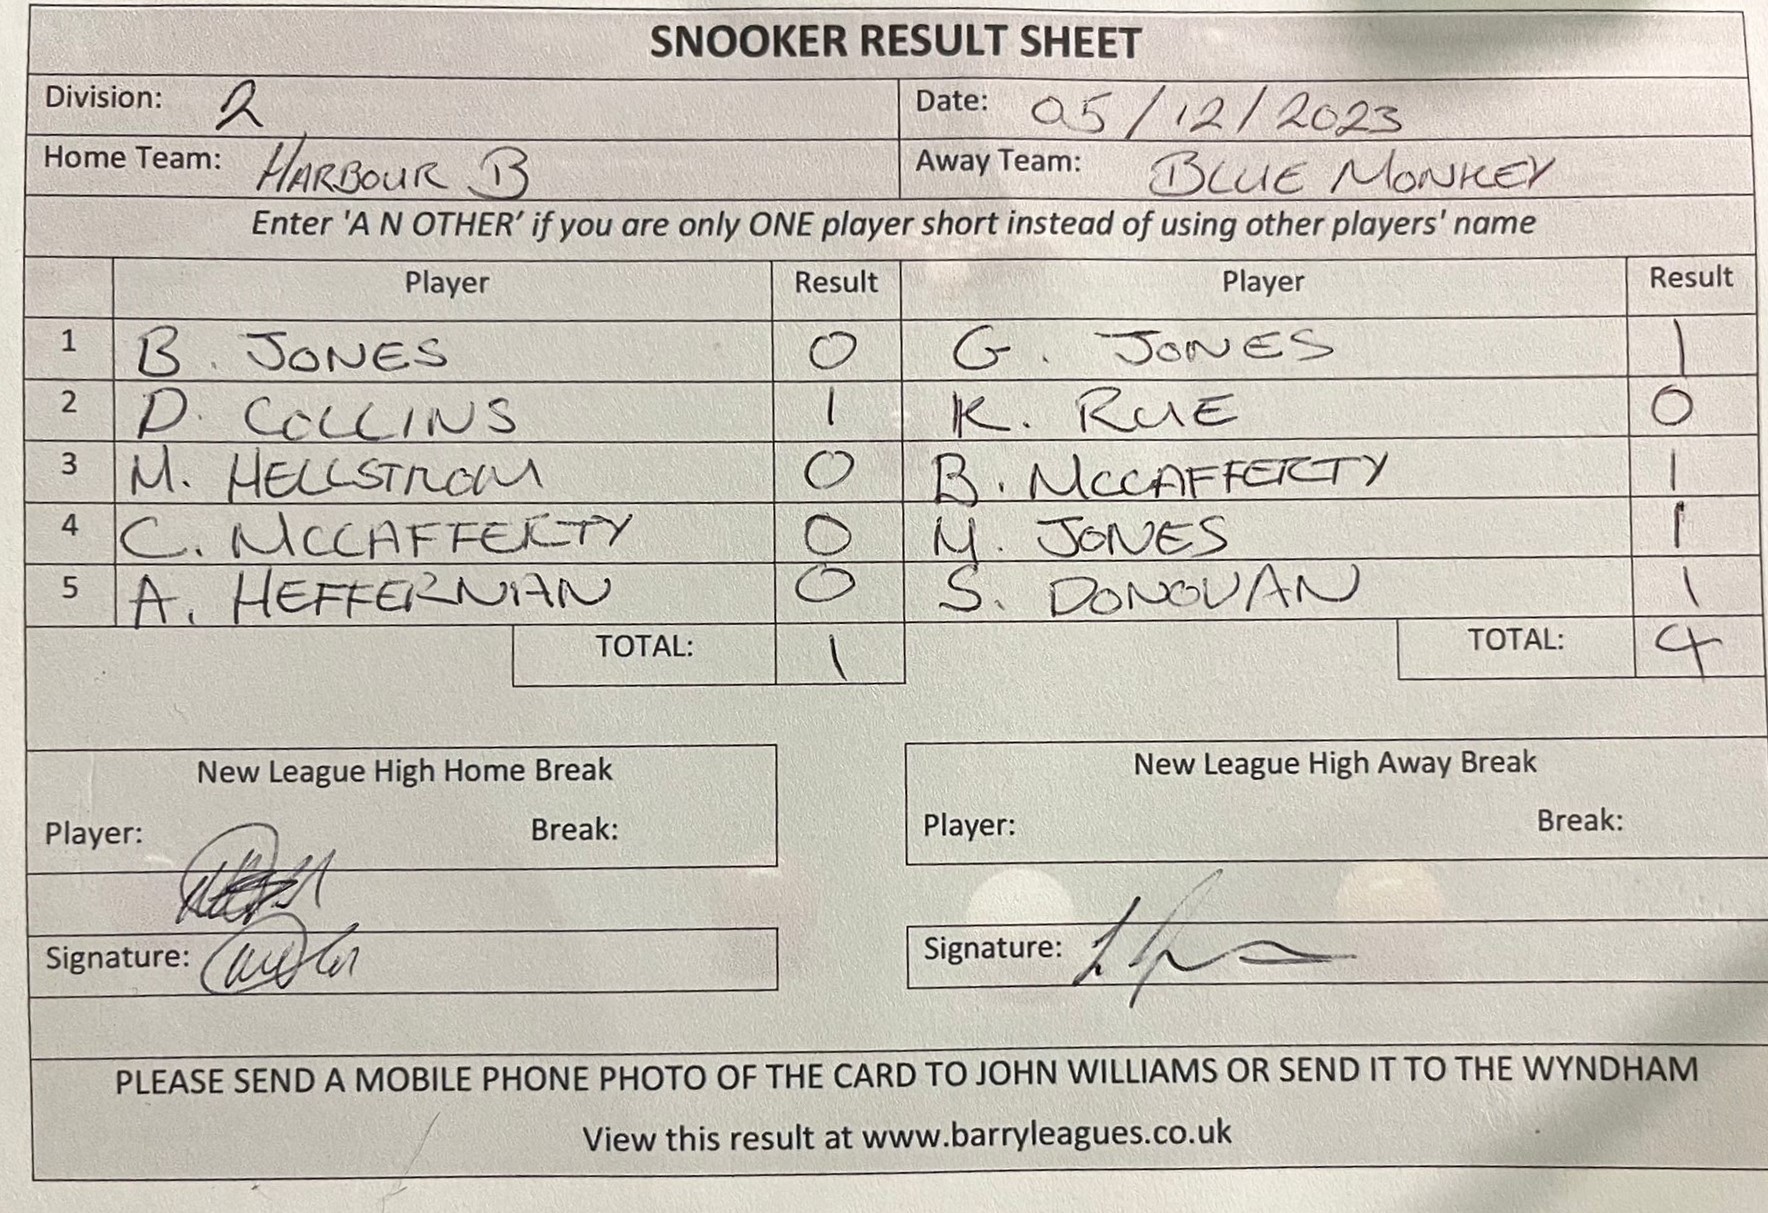 SNOOKER RESULT SHEET
Division: 2 Date: 05/12/2023
Home Team: HARBOUR B Away Team: BLUE MONKEY
Enter 'A N OTHER' if you are only ONE player short instead of using other players' name
Player Result Player Result
1 B. JONES 0 G. JONES 1
2 D. COLLINS 1 K. RUE 0
3 M. HELLSTROM 0 B. MCCAFFERTY 1
4 C. MCCAFFERTY 0 M. JONES 1
5 A. HEFFERNAN 0 S. DONOVAN 1
TOTAL: 1 TOTAL: 4
New League High Home Break New League High Away Break
Player: Break: Player: Break:
Signature: Signature:
PLEASE SEND A MOBILE PHONE PHOTO OF THE CARD TO JOHN WILLIAMS OR SEND IT TO THE WYNDHAM
View this result at www.barryleagues.co.uk